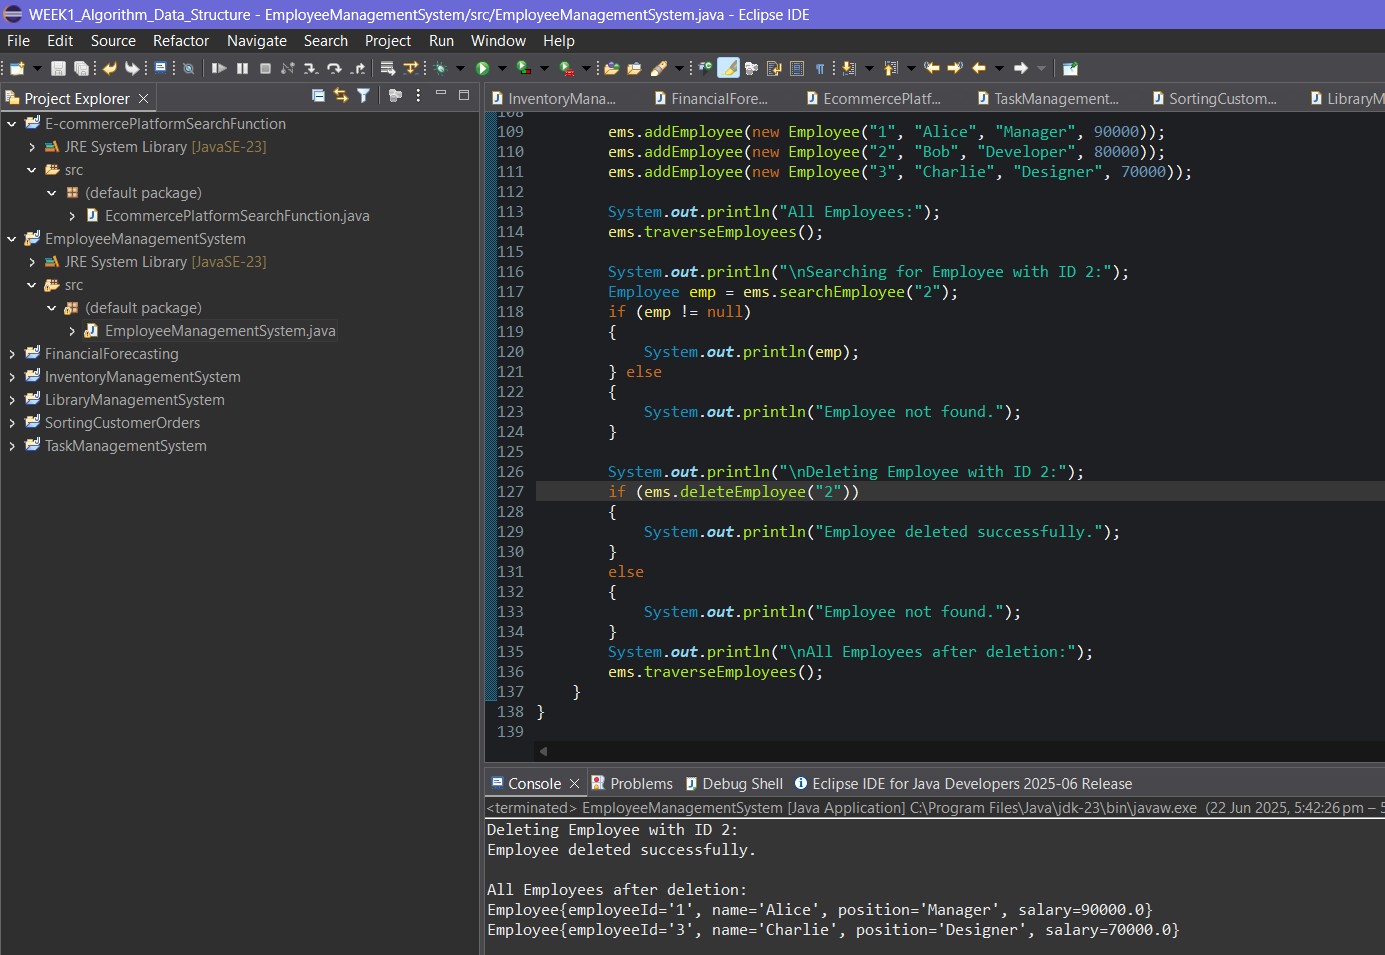 WEEK1_Algorithm_Data_Structure - EmployeeManagementSystem/src/EmployeeManagementSystem.java - Eclipse IDE
File Edit Source Refactor Navigate Search Project Run Window Help
Project Explorer
E-commercePlatformSearchFunction
JRE System Library [JavaSE-23]
src
(default package)
EcommercePlatformSearchFunction.java
EmployeeManagementSystem
JRE System Library [JavaSE-23]
src
(default package)
EmployeeManagementSystem.java
FinancialForecasting
InventoryManagementSystem
LibraryManagementSystem
SortingCustomerOrders
TaskManagementSystem
InventoryMana... FinancialFore... EcommercePlatf... TaskManagement... SortingCustom... LibraryM
108
109 ems.addEmployee(new Employee("1", "Alice", "Manager", 90000));
110 ems.addEmployee(new Employee("2", "Bob", "Developer", 80000));
111 ems.addEmployee(new Employee("3", "Charlie", "Designer", 70000));
112
113 System.out.println("All Employees:");
114 ems.traverseEmployees();
115
116 System.out.println("\nSearching for Employee with ID 2:");
117 Employee emp = ems.searchEmployee("2");
118 if (emp != null)
119 {
120 System.out.println(emp);
121 } else
122 {
123 System.out.println("Employee not found.");
124 }
125
126 System.out.println("\nDeleting Employee with ID 2:");
127 if (ems.deleteEmployee("2"))
128 {
129 System.out.println("Employee deleted successfully.");
130 }
131 else
132 {
133 System.out.println("Employee not found.");
134 }
135 System.out.println("\nAll Employees after deletion:");
136 ems.traverseEmployees();
137 }
138 }
139
Console Problems Debug Shell Eclipse IDE for Java Developers 2025-06 Release
<terminated> EmployeeManagementSystem [Java Application] C:\Program Files\Java\jdk-23\bin\javaw.exe (22 Jun 2025, 5:42:26 pm – 5
Deleting Employee with ID 2:
Employee deleted successfully.
All Employees after deletion:
Employee{employeeId='1', name='Alice', position='Manager', salary=90000.0}
Employee{employeeId='3', name='Charlie', position='Designer', salary=70000.0}